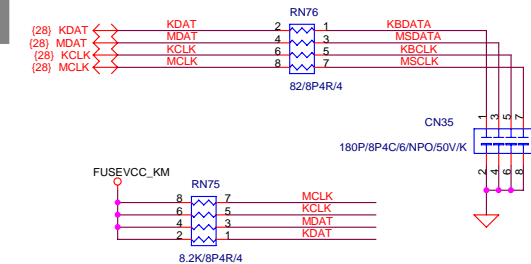 RN76
{28} KDAT KDAT 2 1 KBDATA
{28} MDAT MDAT 4 3 MSDATA
{28} KCLK KCLK 6 5 KBCLK
{28} MCLK MCLK 8 7 MSCLK
82/8P4R/4
CN35
1 3 5 7
180P/8P4C/6/NPO/50V/K
2 4 6 8
FUSEVCC_KM
RN75
8 7 MCLK
6 5 KCLK
4 3 MDAT
2 1 KDAT
8.2K/8P4R/4